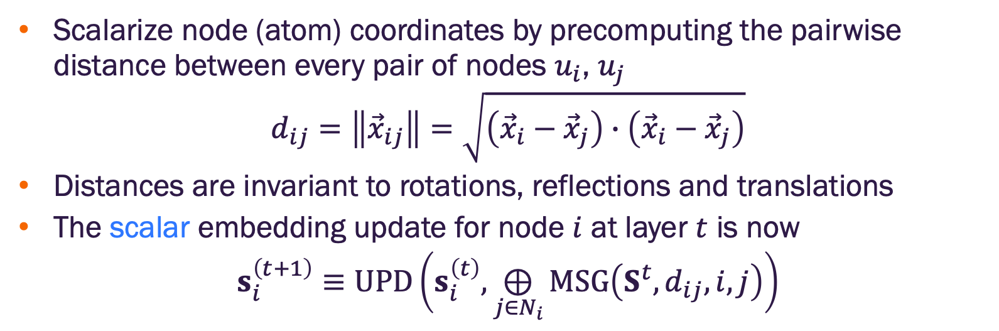 • Scalarize node (atom) coordinates by precomputing the pairwise
distance between every pair of nodes $u_i$, $u_j$
$d_{ij} = \|\vec{x}_{ij}\| = \sqrt{(\vec{x}_i - \vec{x}_j) \cdot (\vec{x}_i - \vec{x}_j)}$
• Distances are invariant to rotations, reflections and translations
• The scalar embedding update for node $i$ at layer $t$ is now
$\mathbf{s}_i^{(t+1)} \equiv \mathrm{UPD}\left(\mathbf{s}_i^{(t)}, \underset{j \in N_i}{\oplus} \mathrm{MSG}(\mathbf{S}^t, d_{ij}, i, j)\right)$